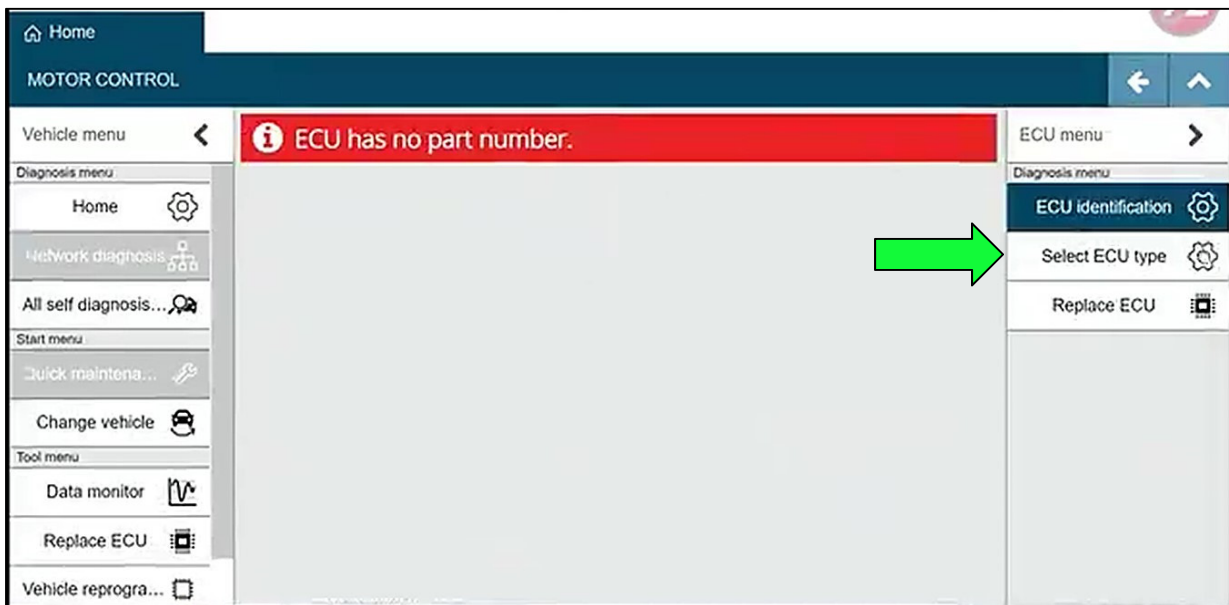 Home
MOTOR CONTROL
Vehicle menu
Diagnosis menu
Home
Network diagnosis
All self diagnosis...
Start menu
Quick maintena...
Change vehicle
Tool menu
Data monitor
Replace ECU
Vehicle reprogra...
ECU has no part number.
ECU menu
Diagnosis menu
ECU identification
Select ECU type
Replace ECU